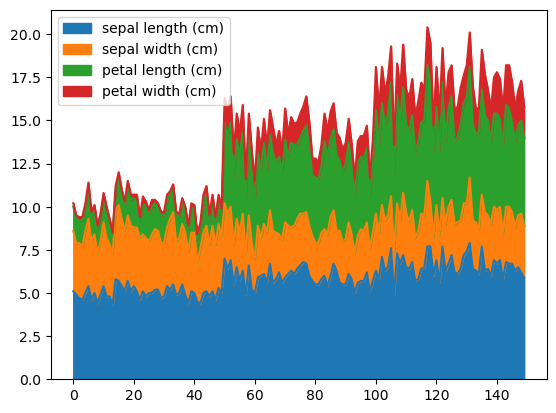 20.0
17.5
15.0
12.5
10.0
7.5
5.0
2.5
0.0
sepal length (cm)
sepal width (cm)
petal length (cm)
petal width (cm)
0 20 40 60 80 100 120 140